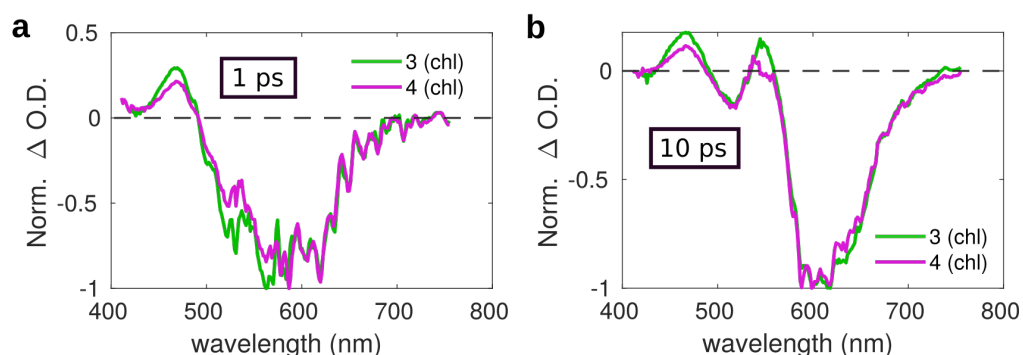 a
0.5
0
-0.5
-1
400 500 600 700 800
wavelength (nm)
Norm. Δ O.D.
1 ps
3 (chl)
4 (chl)
b
0
-0.5
-1
400 500 600 700 800
wavelength (nm)
Norm. Δ O.D.
10 ps
3 (chl)
4 (chl)